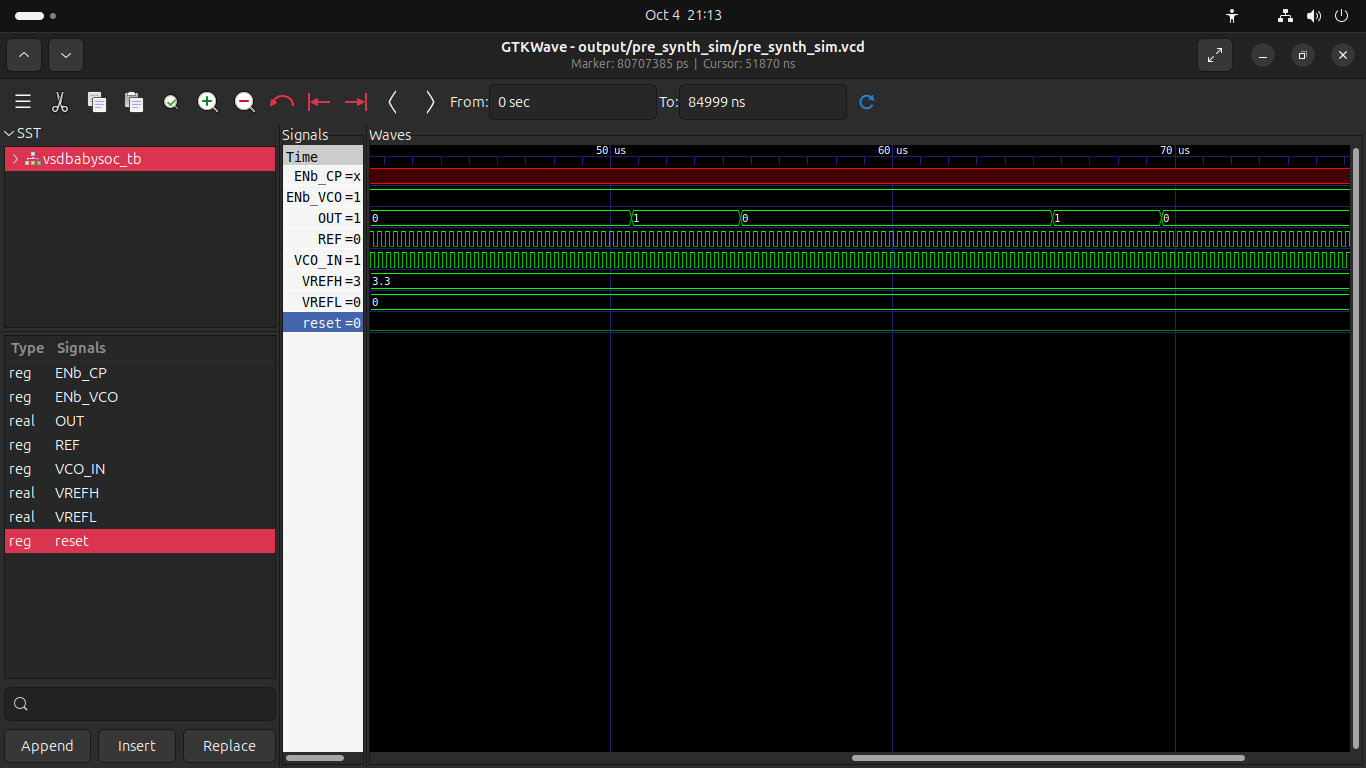 Oct 4 21:13
GTKWave - output/pre_synth_sim/pre_synth_sim.vcd
Marker: 80707385 ps | Cursor: 51870 ns
From: 0 sec To: 84999 ns
SST
vsdbabysoc_tb
Type Signals
reg ENb_CP
reg ENb_VCO
real OUT
reg REF
reg VCO_IN
real VREFH
real VREFL
reg reset
Append Insert Replace
Signals
Time
ENb_CP =x
ENb_VCO =1
OUT =1
REF =0
VCO_IN =1
VREFH =3
VREFL =0
reset =0
Waves
50 us 60 us 70 us
0 1 0 1 0
3.3
0